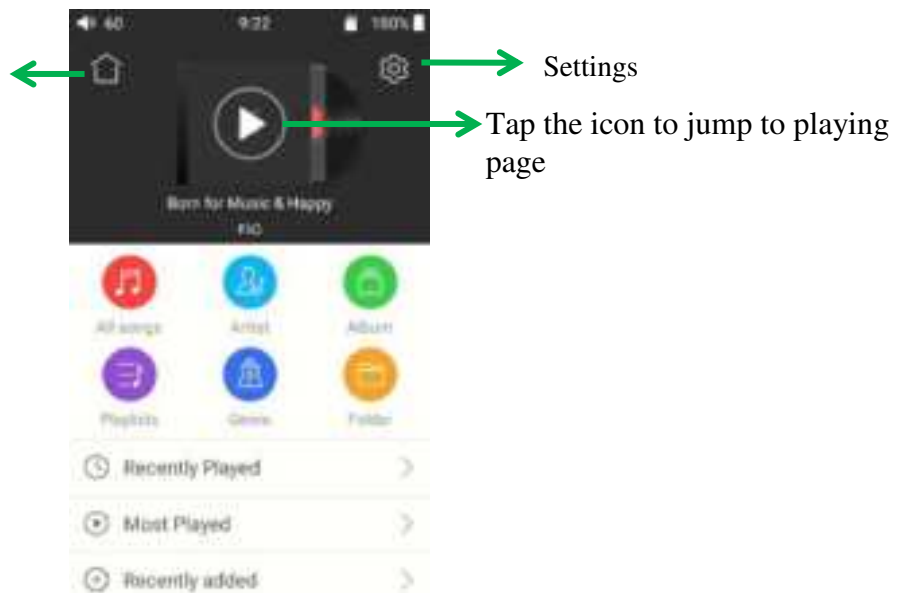 60 9:22 100%
Settings
Tap the icon to jump to playing
page
Born for Music & Happy
All songs Artist Album
Playlists Genre Folder
Recently Played
Most Played
Recently added